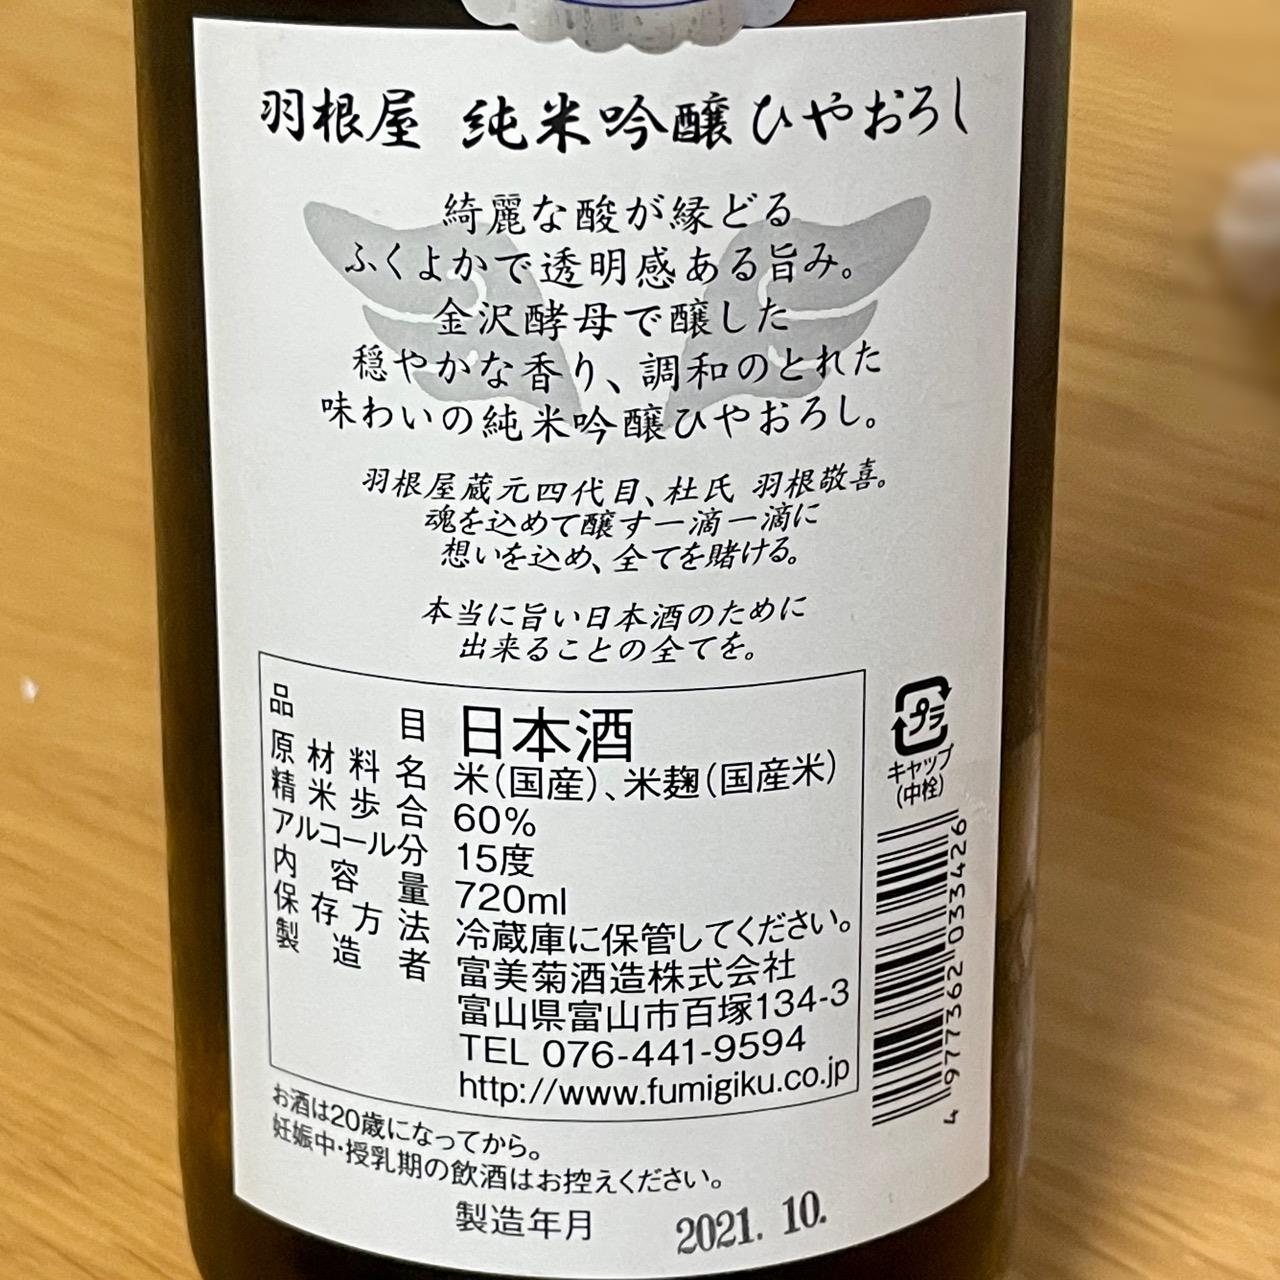 羽根屋 純米吟醸 ひやおろし
綺麗な酸が縁どる
ふくよかで透明感ある旨み。
金沢酵母で醸した
穏やかな香り、調和のとれた
味わいの純米吟醸ひやおろし。
羽根屋蔵元四代目、杜氏 羽根敬喜。
魂を込めて醸す一滴一滴に
想いを込め、全てを賭ける。
本当に旨い日本酒のために
出来ることの全てを。
品目 日本酒
原材料名 米(国産)、米麹(国産米)
精米歩合 60%
アルコール分 15度
内容量 720ml
保存方法 冷蔵庫に保管してください。
製造者 富美菊酒造株式会社
富山県富山市百塚134-3
TEL 076-441-9594
http://www.fumigiku.co.jp
プラ
キャップ
(中栓)
4 977362 033426
お酒は20歳になってから。
妊娠中・授乳期の飲酒はお控えください。
製造年月 2021. 10.